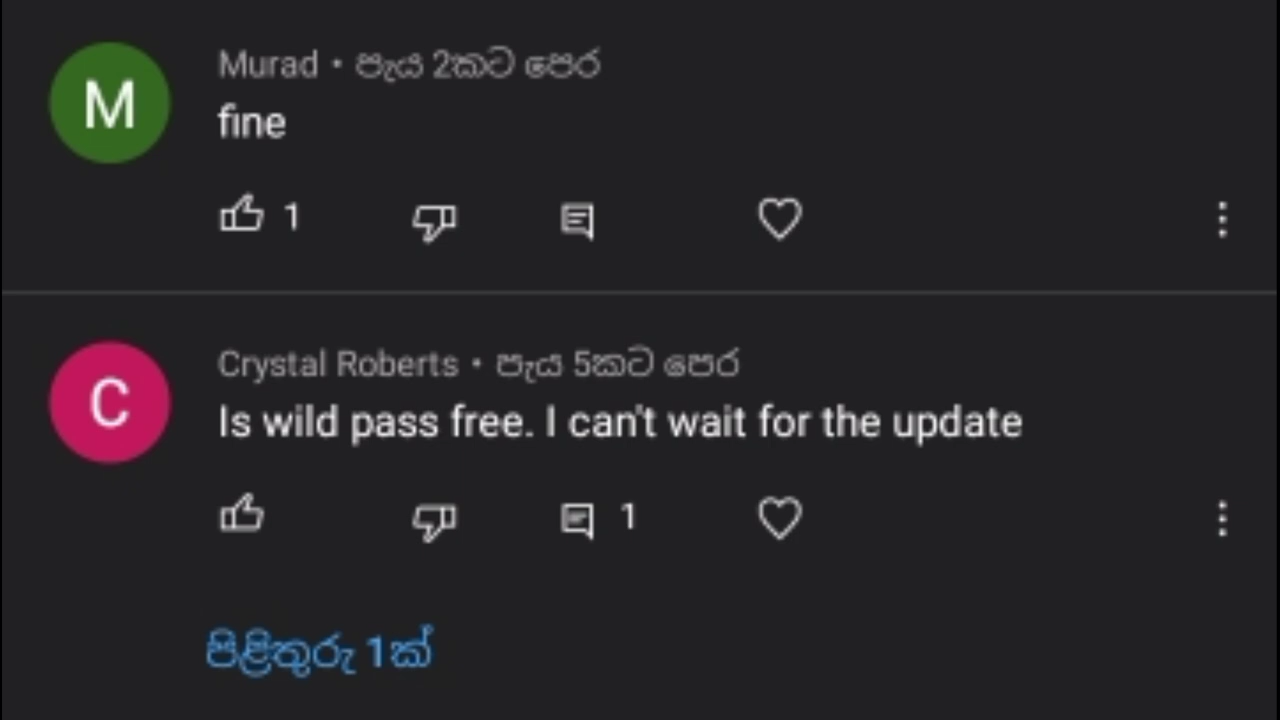 M
Murad • පැය 2කට පෙර
fine
1
C
Crystal Roberts • පැය 5කට පෙර
Is wild pass free. I can't wait for the update
1
පිළිතුරු 1ක්